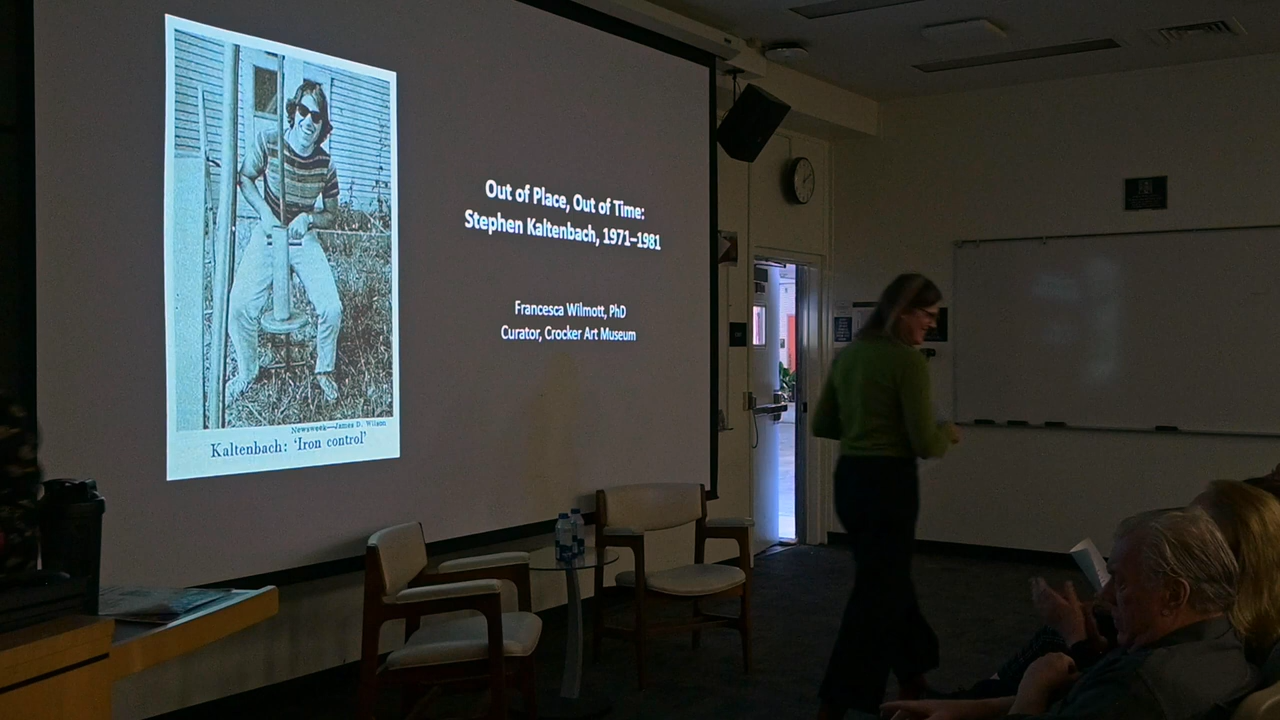 Newsweek—James D. Wilson
Kaltenbach: 'Iron control'
Out of Place, Out of Time:
Stephen Kaltenbach, 1971–1981
Francesca Wilmott, PhD
Curator, Crocker Art Museum